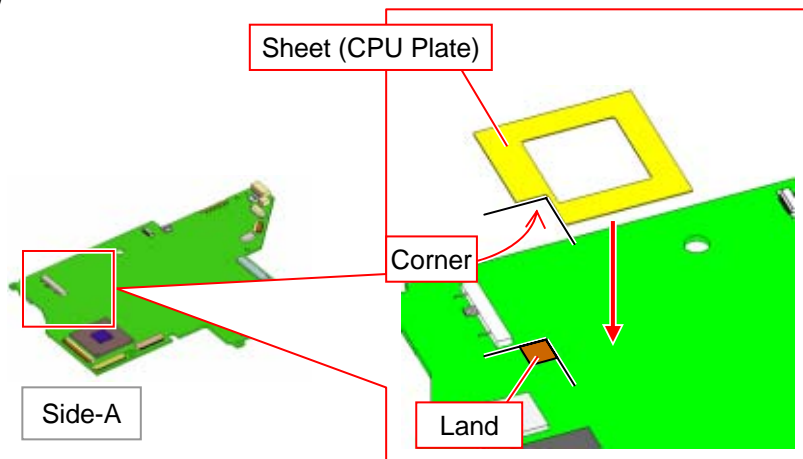 Sheet (CPU Plate)
Corner
Side-A
Land